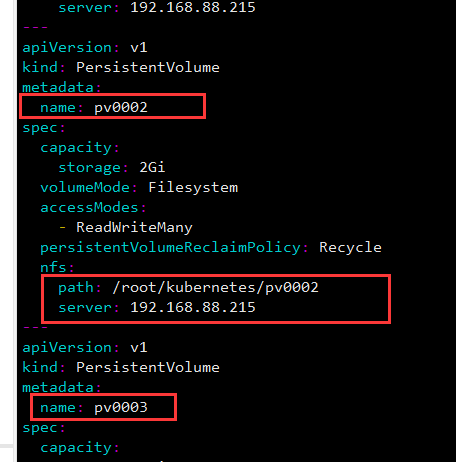 server: 192.168.88.215
---
apiVersion: v1
kind: PersistentVolume
metadata:
name: pv0002
spec:
capacity:
storage: 2Gi
volumeMode: Filesystem
accessModes:
- ReadWriteMany
persistentVolumeReclaimPolicy: Recycle
nfs:
path: /root/kubernetes/pv0002
server: 192.168.88.215
---
apiVersion: v1
kind: PersistentVolume
metadata:
name: pv0003
spec:
capacity: